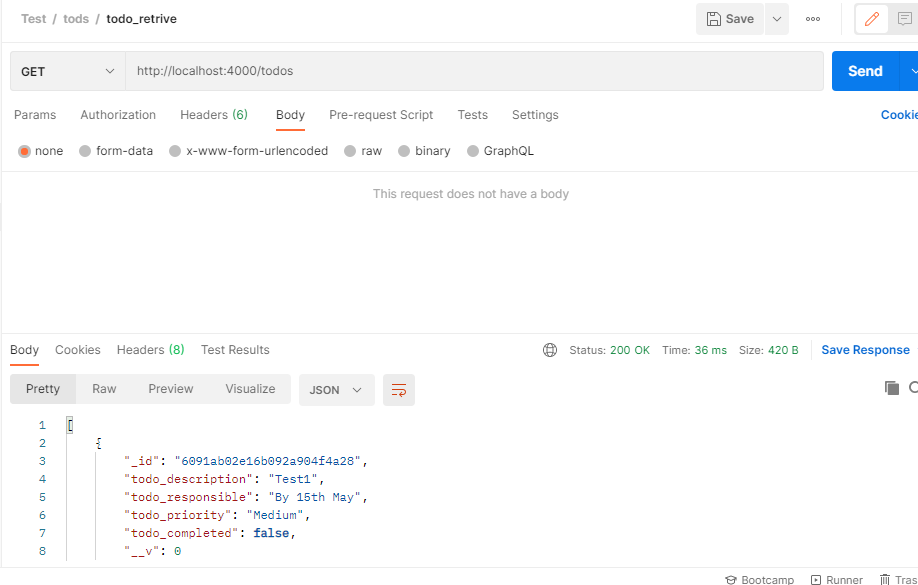 Test / tods / todo_retrive Save ooo
GET http://localhost:4000/todos Send
Params Authorization Headers (6) Body Pre-request Script Tests Settings Cookie
none form-data x-www-form-urlencoded raw binary GraphQL
This request does not have a body
Body Cookies Headers (8) Test Results Status: 200 OK Time: 36 ms Size: 420 B Save Response
Pretty Raw Preview Visualize JSON
1 [
2 {
3 "_id": "6091ab02e16b092a904f4a28",
4 "todo_description": "Test1",
5 "todo_responsible": "By 15th May",
6 "todo_priority": "Medium",
7 "todo_completed": false,
8 "__v": 0
Bootcamp Runner Tras